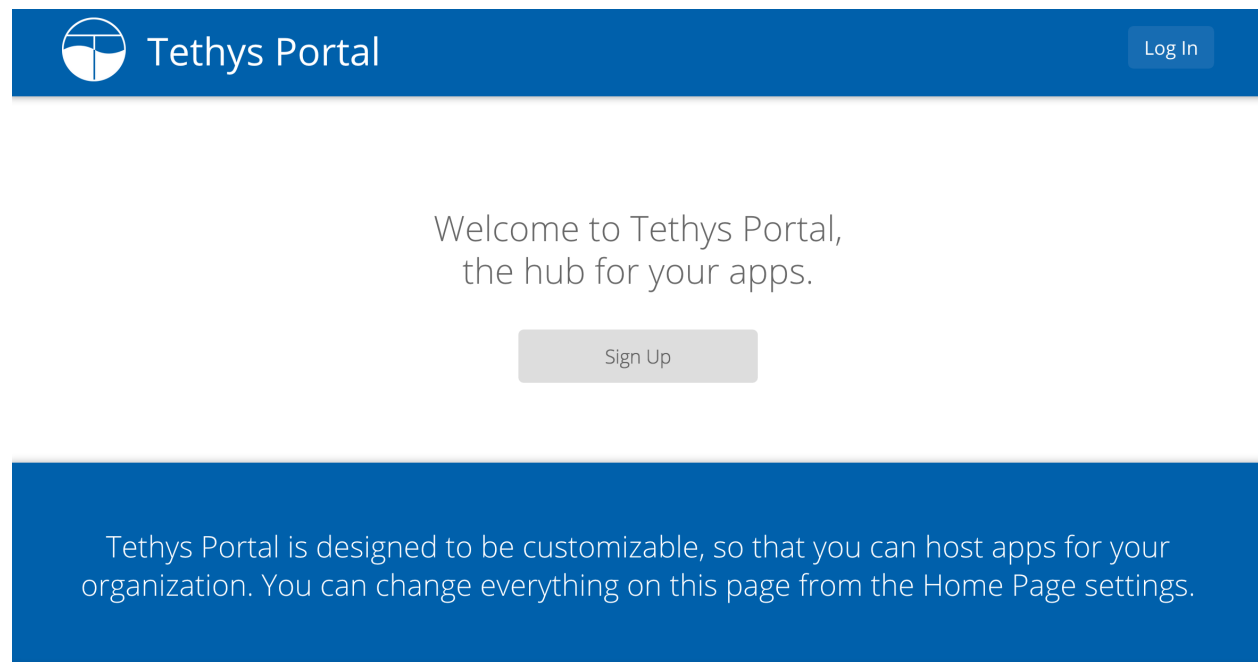 Tethys Portal
Log In
Welcome to Tethys Portal,
the hub for your apps.
Sign Up
Tethys Portal is designed to be customizable, so that you can host apps for your
organization. You can change everything on this page from the Home Page settings.